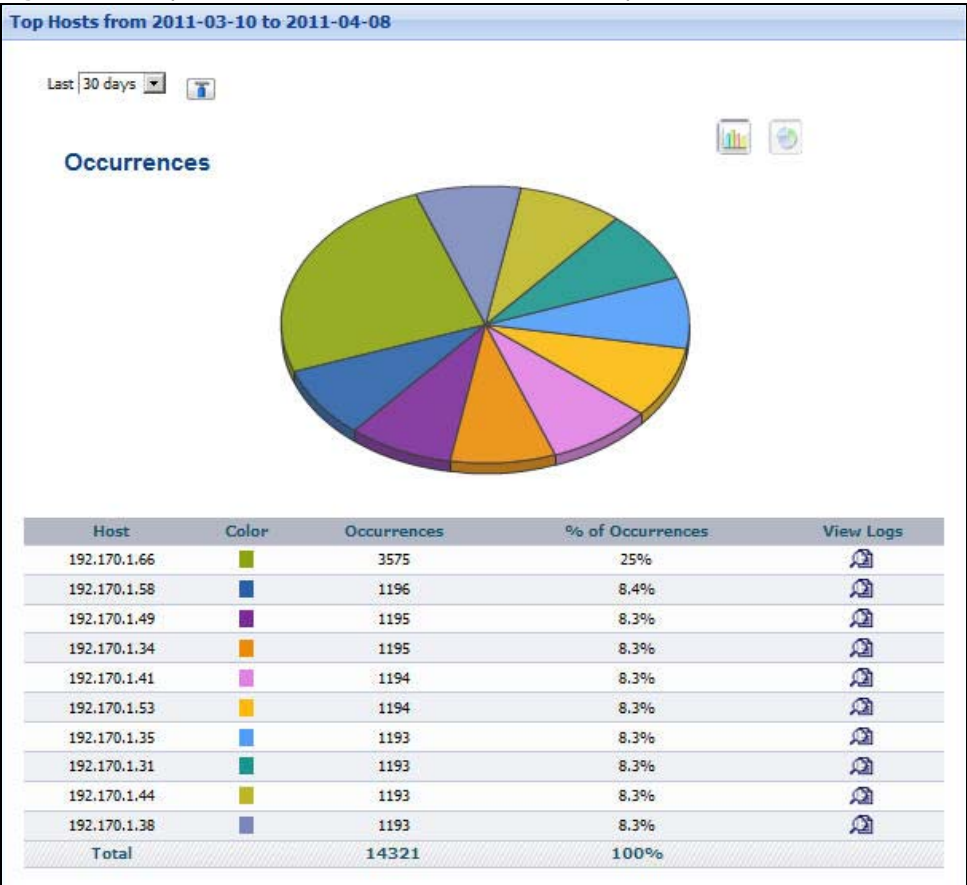 Top Hosts from 2011-03-10 to 2011-04-08
Last 30 days
Occurrences
Host Color Occurrences % of Occurrences View Logs
192.170.1.66 3575 25%
192.170.1.58 1196 8.4%
192.170.1.49 1195 8.3%
192.170.1.34 1195 8.3%
192.170.1.41 1194 8.3%
192.170.1.53 1194 8.3%
192.170.1.35 1193 8.3%
192.170.1.31 1193 8.3%
192.170.1.44 1193 8.3%
192.170.1.38 1193 8.3%
Total 14321 100%